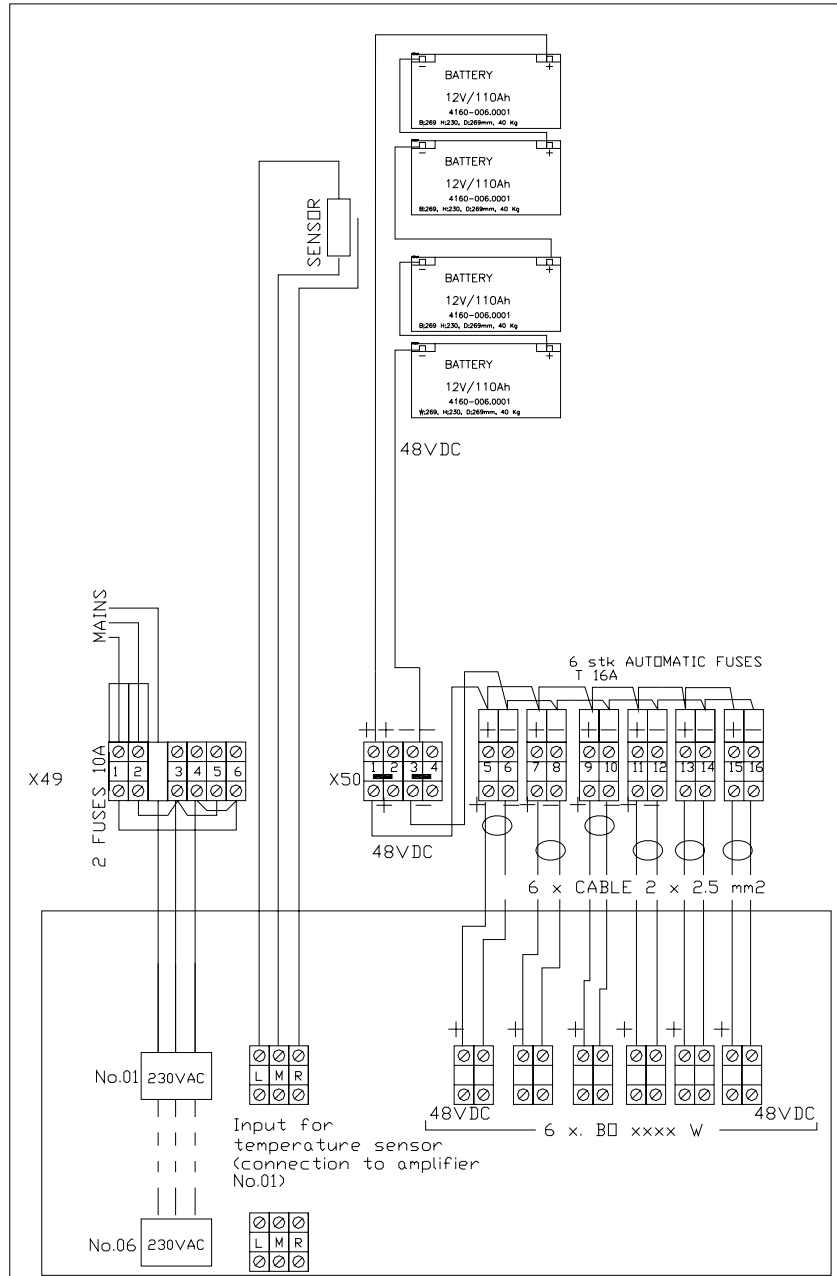 BATTERY
12V/110Ah
4160-006.0001
B:269 H:230, D:269mm, 40 Kg
BATTERY
12V/110Ah
4160-006.0001
B:269, H:230, D:269mm, 40 Kg
SENSOR
BATTERY
12V/110Ah
4160-006.0001
B:269 H:230, D:269mm, 40 Kg
BATTERY
12V/110Ah
4160-006.0001
W:269, H:230, D:269mm, 40 Kg
48VDC
MAINS
6 stk AUTOMATIC FUSES
T 16A
+ + - -
+ - + - + - + - + - + -
X49
1 2 3 4 5 6
2 FUSES 10A
X50
1 2 3 4
5 6 7 8 9 10 11 12 13 14 15 16
+ -
+ - + - + - + -
48VDC
6 x CABLE 2 x 2.5 mm2
+ + + + + +
No.01 230VAC
L M R
48VDC
48VDC
6 x. BO xxxx W
Input for
temperature sensor
(connection to amplifier
No.01)
No.06 230VAC
L M R